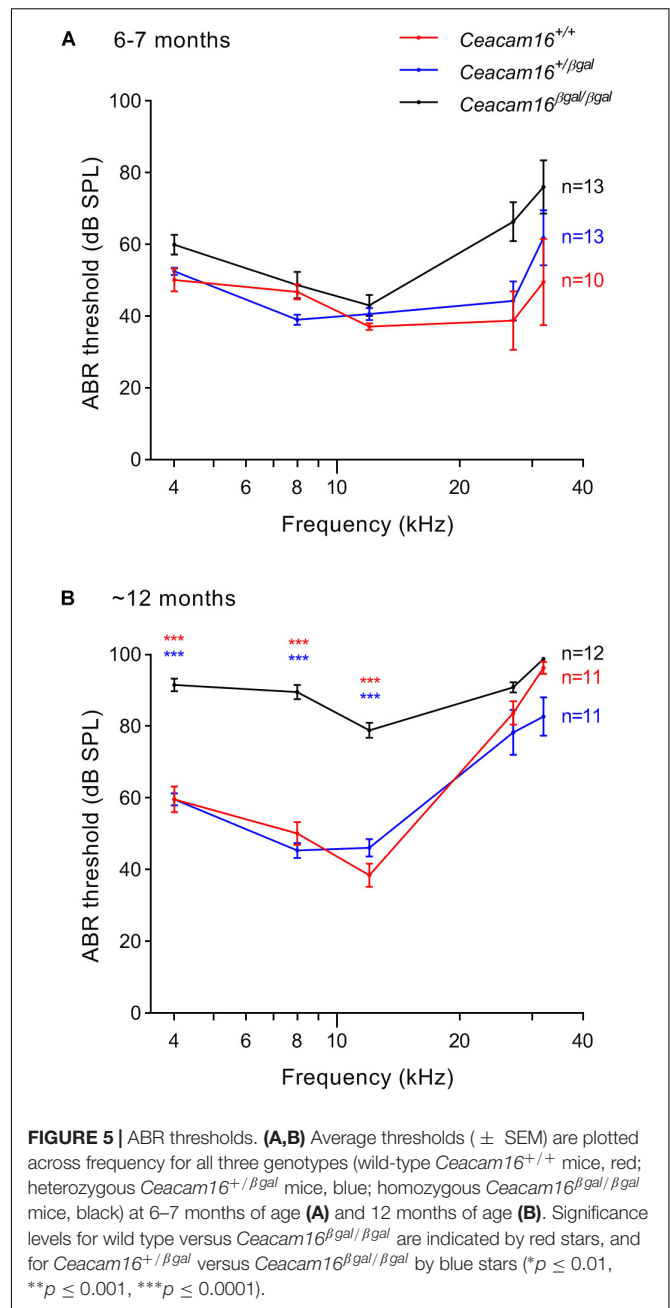 A 6-7 months
Ceacam16+/+
Ceacam16+/βgal
Ceacam16βgal/βgal
100
80
60
40
20
0
ABR threshold (dB SPL)
n=13
n=13
n=10
4 6 8 10 20 40
Frequency (kHz)
B ~12 months
*** *** ***
*** *** ***
100
80
60
40
20
0
ABR threshold (dB SPL)
n=12
n=11
n=11
4 6 8 10 20 40
Frequency (kHz)
FIGURE 5 | ABR thresholds. (A,B) Average thresholds ( ± SEM) are plotted
across frequency for all three genotypes (wild-type Ceacam16+/+ mice, red;
heterozygous Ceacam16+/βgal mice, blue; homozygous Ceacam16βgal/βgal
mice, black) at 6–7 months of age (A) and 12 months of age (B). Significance
levels for wild type versus Ceacam16βgal/βgal are indicated by red stars, and
for Ceacam16+/βgal versus Ceacam16βgal/βgal by blue stars (*p ≤ 0.01,
**p ≤ 0.001, ***p ≤ 0.0001).